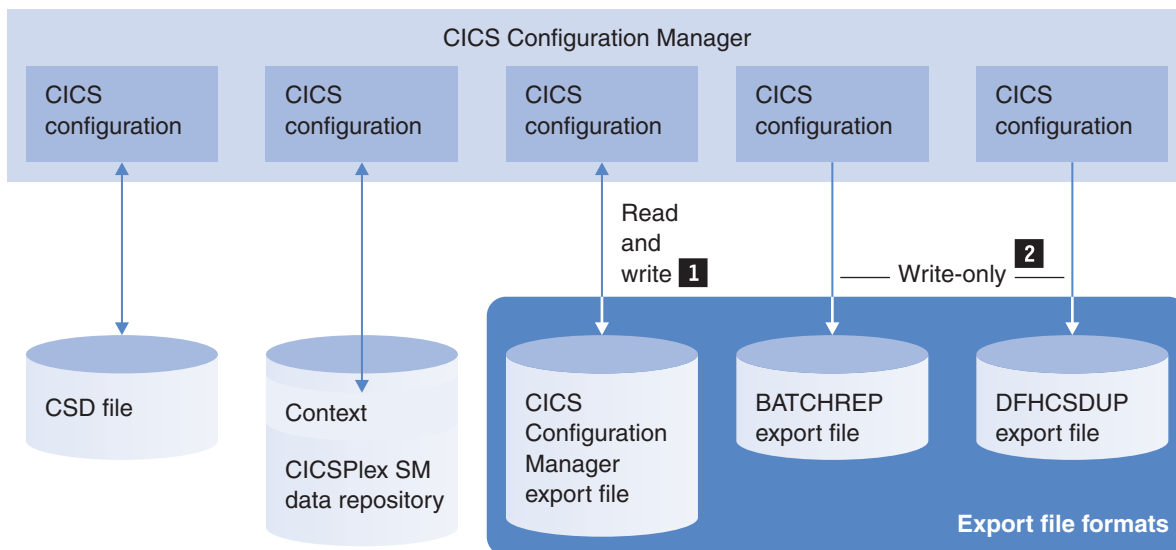 CICS Configuration Manager
CICS
configuration
CICS
configuration
CICS
configuration
CICS
configuration
CICS
configuration
Read
and
write 1
Write-only 2
CSD file
Context
CICSPlex SM
data repository
CICS
Configuration
Manager
export file
BATCHREP
export file
DFHCSDUP
export file
Export file formats